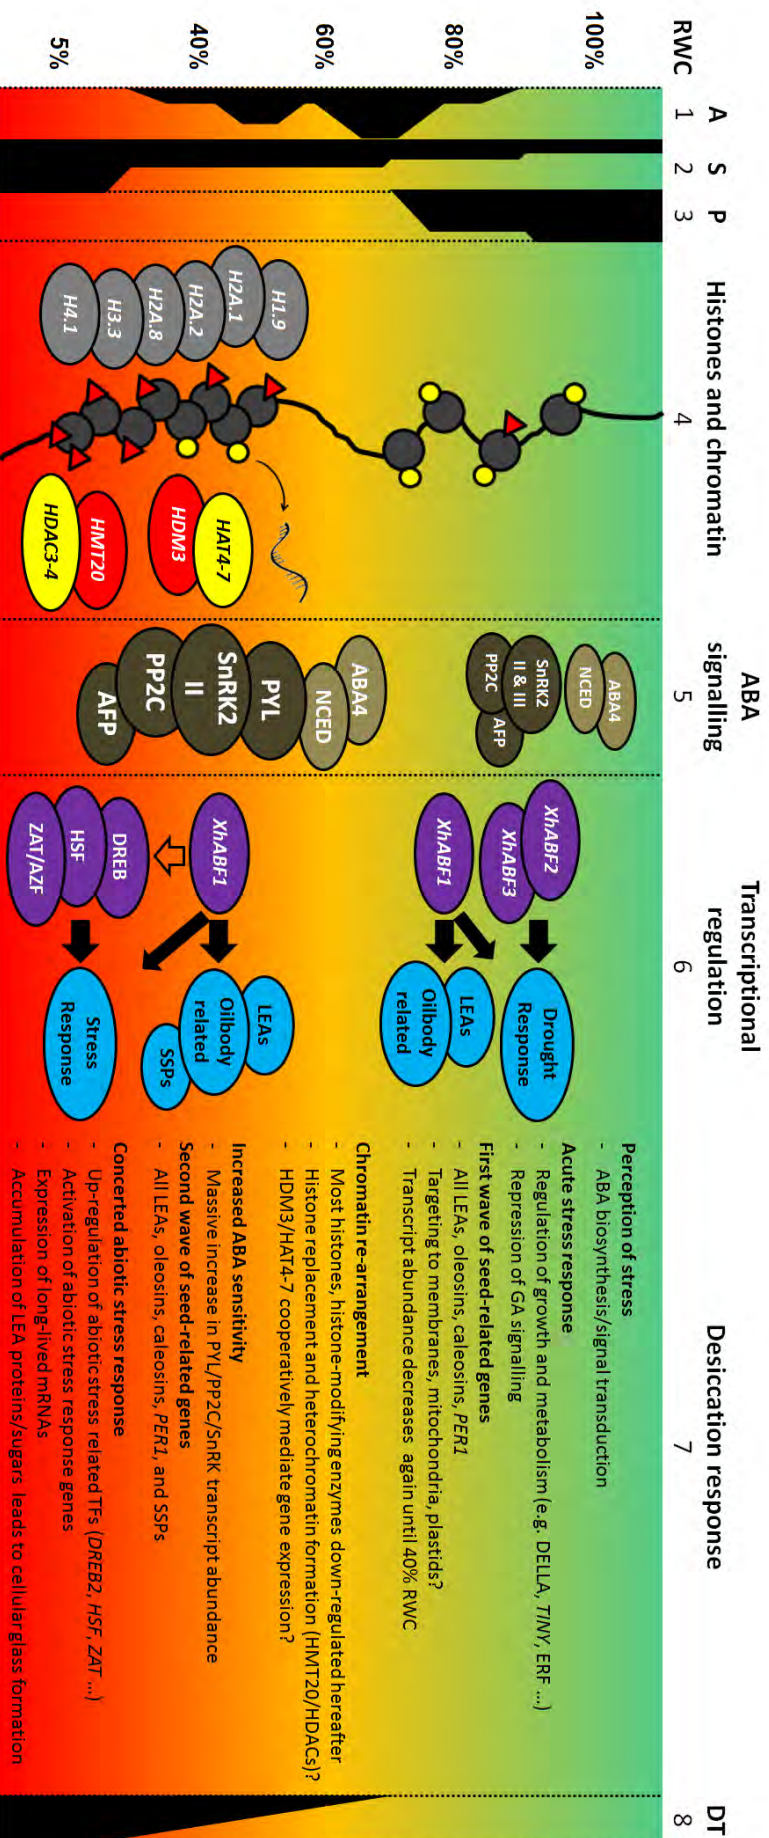 RWC
A
S
P
Histones and chromatin
ABA
signalling
Transcriptional
regulation
Desiccation response
DT
1
2
3
4
5
6
7
8
100%
80%
60%
40%
5%
H1.9
H2A.1
H2A.2
H2A.8
H3.3
H4.1
HAT4-7
HDM3
HMT20
HDAC3-4
ABA4
NCED
SnRK2
II & III
PP2C
AFP
ABA4
NCED
PYL
SnRK2
II
PP2C
AFP
XhABF2
XhABF3
XhABF1
XhABF1
DREB
HSF
ZAT/AZF
Drought
Response
LEAs
Oilbody
related
LEAs
Oilbody
related
SSPs
Stress
Response
Perception of stress
- ABA biosynthesis/signal transduction
Acute stress response
- Regulation of growth and metabolism (e.g. DELLA, TINY, ERF ...)
- Repression of GA signalling
First wave of seed-related genes
- All LEAs, oleosins, caleosins, PER1
- Targeting to membranes, mitochondria, plastids?
- Transcript abundance decreases again until 40% RWC
Chromatin re-arrangement
- Most histones, histone-modifying enzymes down-regulated hereafter
- Histone replacement and heterochromatin formation (HMT20/HDACs)?
- HDM3/HAT4-7 cooperatively mediate gene expression?
Increased ABA sensitivity
- Massive increase in PYL/PP2C/SnRK transcript abundance
Second wave of seed-related genes
- All LEAs, oleosins, caleosins, PER1, and SSPs
Concerted abiotic stress response
- Up-regulation of abiotic stress related TFs (DREB2, HSF, ZAT ...)
- Activation of abiotic stress response genes
- Expression of long-lived mRNAs
- Accumulation of LEA proteins/sugars leads to cellular glass formation